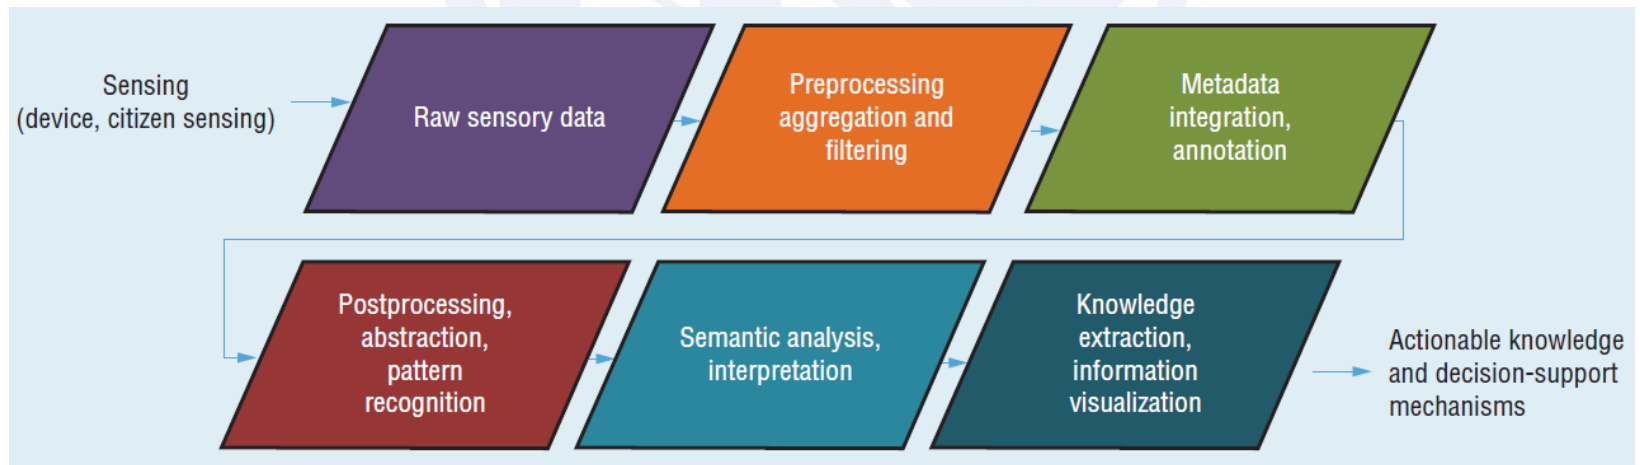 Sensing
(device, citizen sensing)
Raw sensory data
Preprocessing
aggregation and
filtering
Metadata
integration,
annotation
Postprocessing,
abstraction,
pattern
recognition
Semantic analysis,
interpretation
Knowledge
extraction,
information
visualization
Actionable knowledge
and decision-support
mechanisms